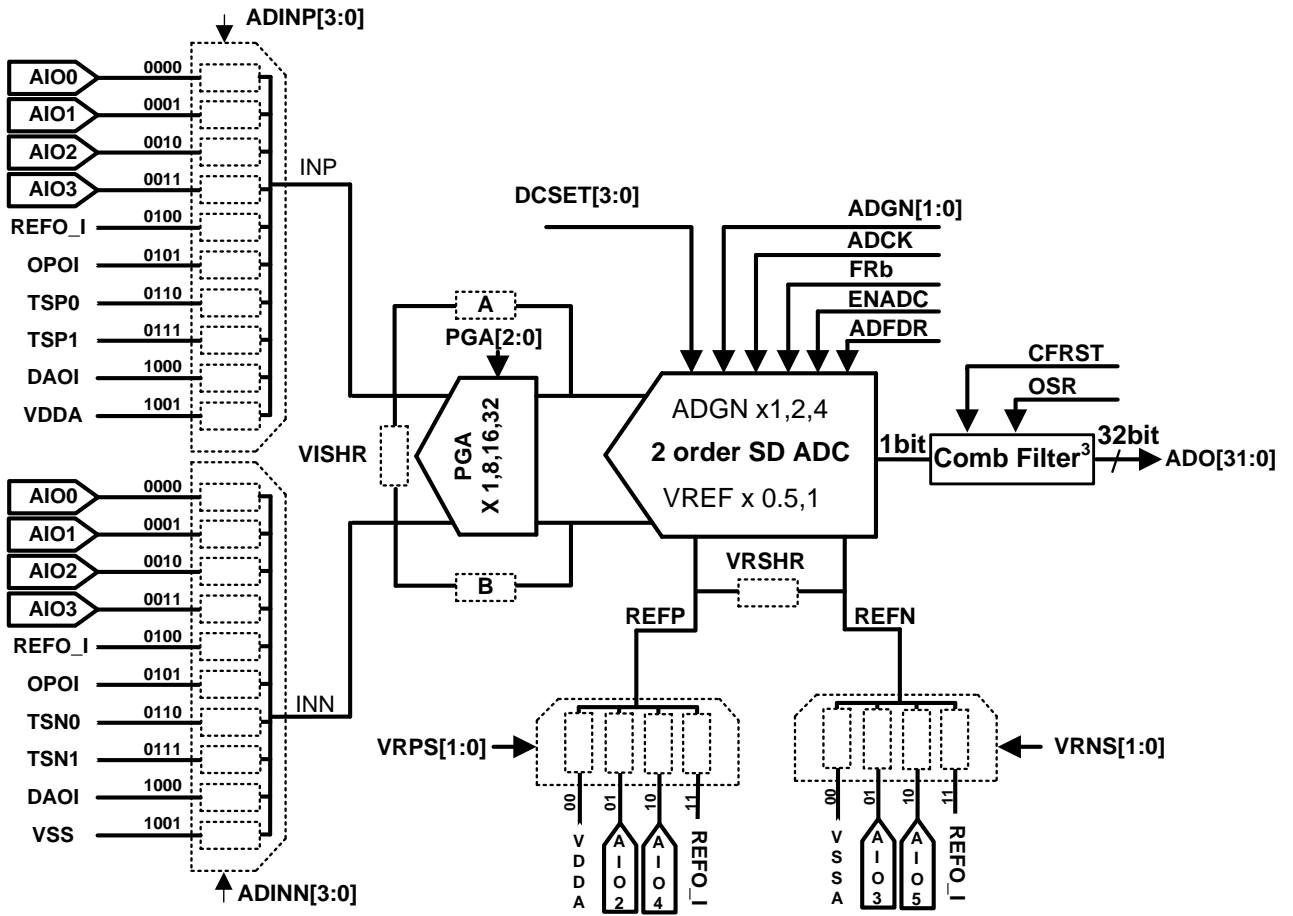 ADINP[3:0]
AIO0 0000
AIO1 0001
AIO2 0010
AIO3 0011
REFO_I 0100
OPOI 0101
TSP0 0110
TSP1 0111
DAOI 1000
VDDA 1001
INP
AIO0 0000
AIO1 0001
AIO2 0010
AIO3 0011
REFO_I 0100
OPOI 0101
TSN0 0110
TSN1 0111
DAOI 1000
VSS 1001
INN
ADINN[3:0]
VISHR
A
PGA[2:0]
PGA
X 1,8,16,32
B
DCSET[3:0]
ADGN[1:0]
ADCK
FRb
ENADC
ADFDR
ADGN x1,2,4
2 order SD ADC
VREF x 0.5,1
1bit
CFRST
OSR
Comb Filter³
32bit
ADO[31:0]
VRSHR
REFP
REFN
VRPS[1:0]
00 01 10 11
VDDA AIO2 AIO4 REFO_I
VRNS[1:0]
00 01 10 11
VSSA AIO3 AIO5 REFO_I